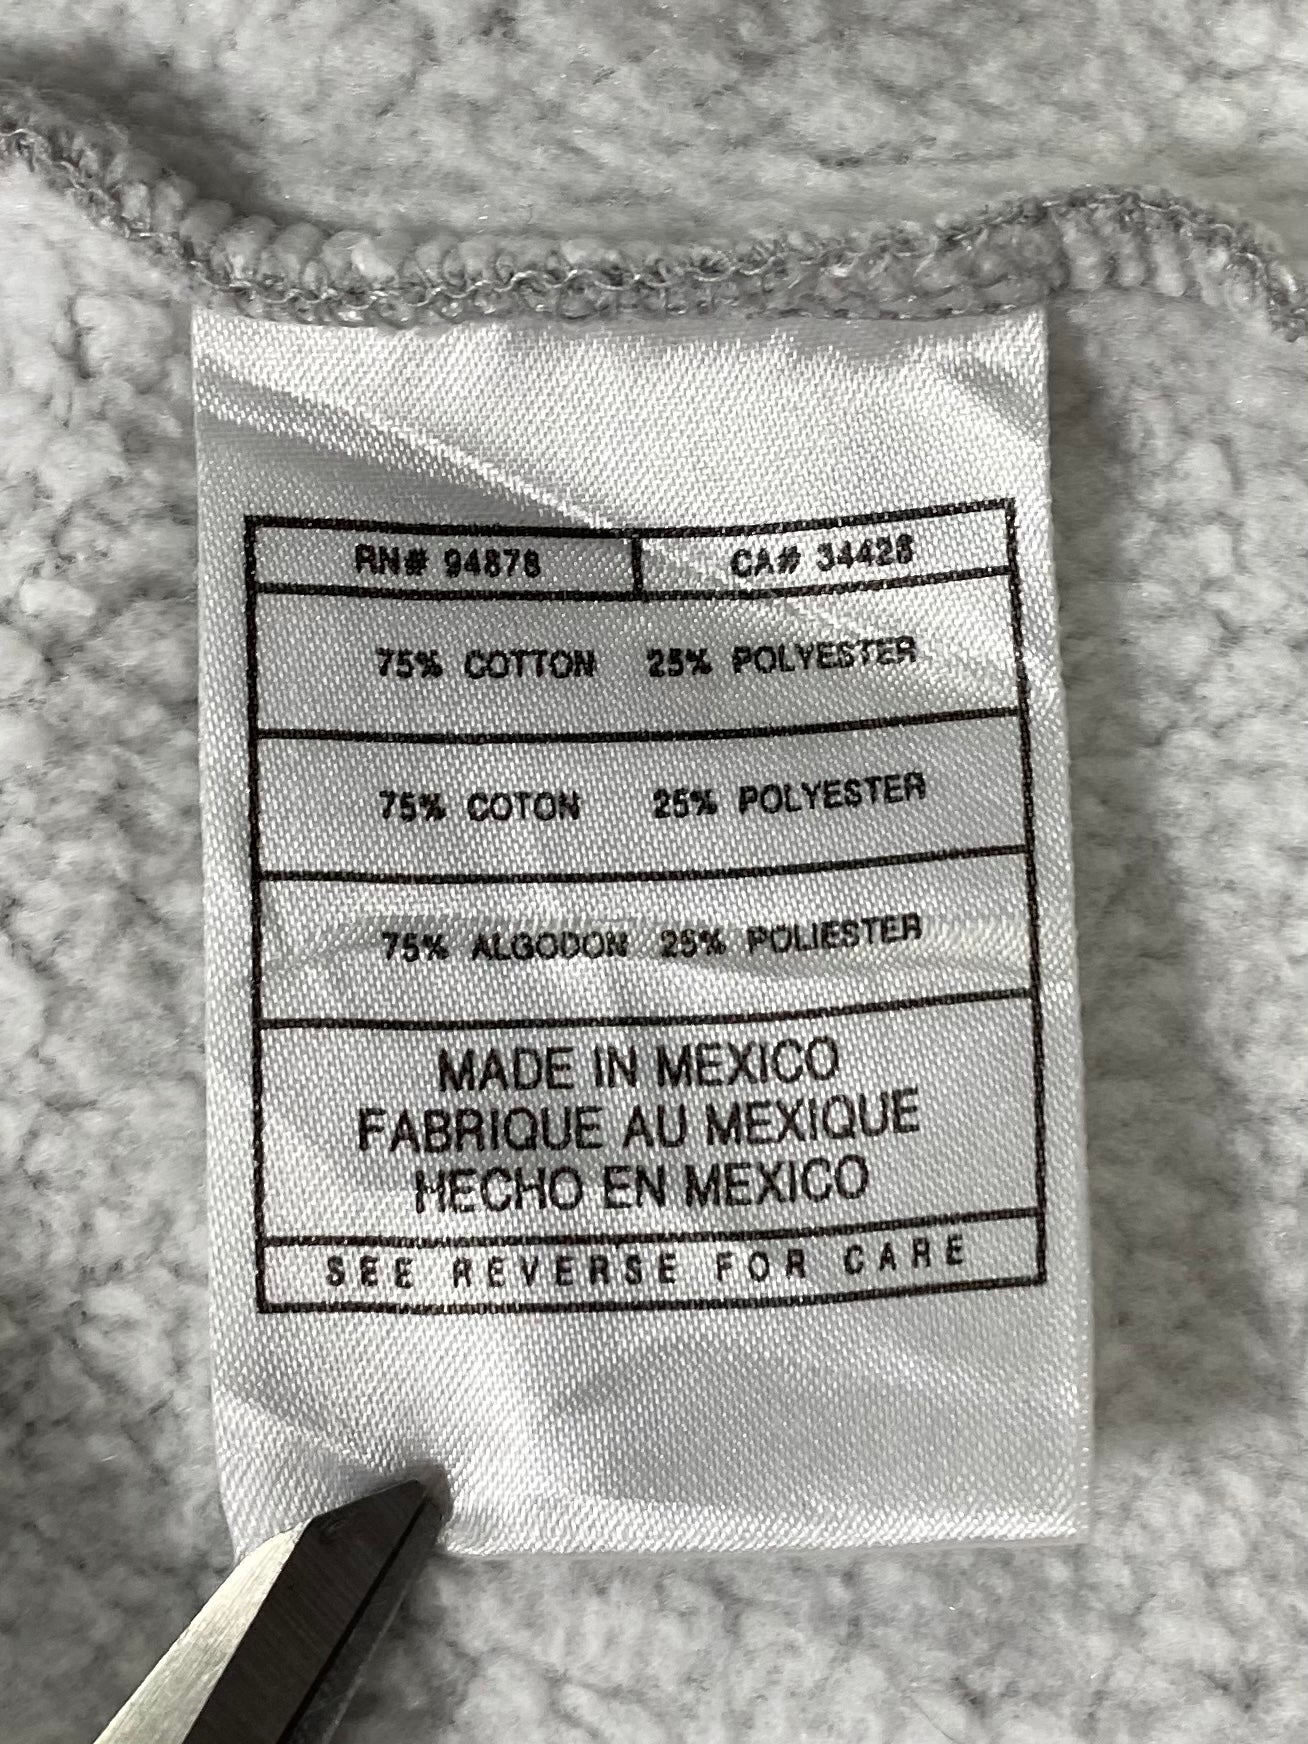 RN# 94878 CA# 34428
75% COTTON 25% POLYESTER
75% COTON 25% POLYESTER
75% ALGODON 25% POLIESTER
MADE IN MEXICO
FABRIQUE AU MEXIQUE
HECHO EN MEXICO
SEE REVERSE FOR CARE